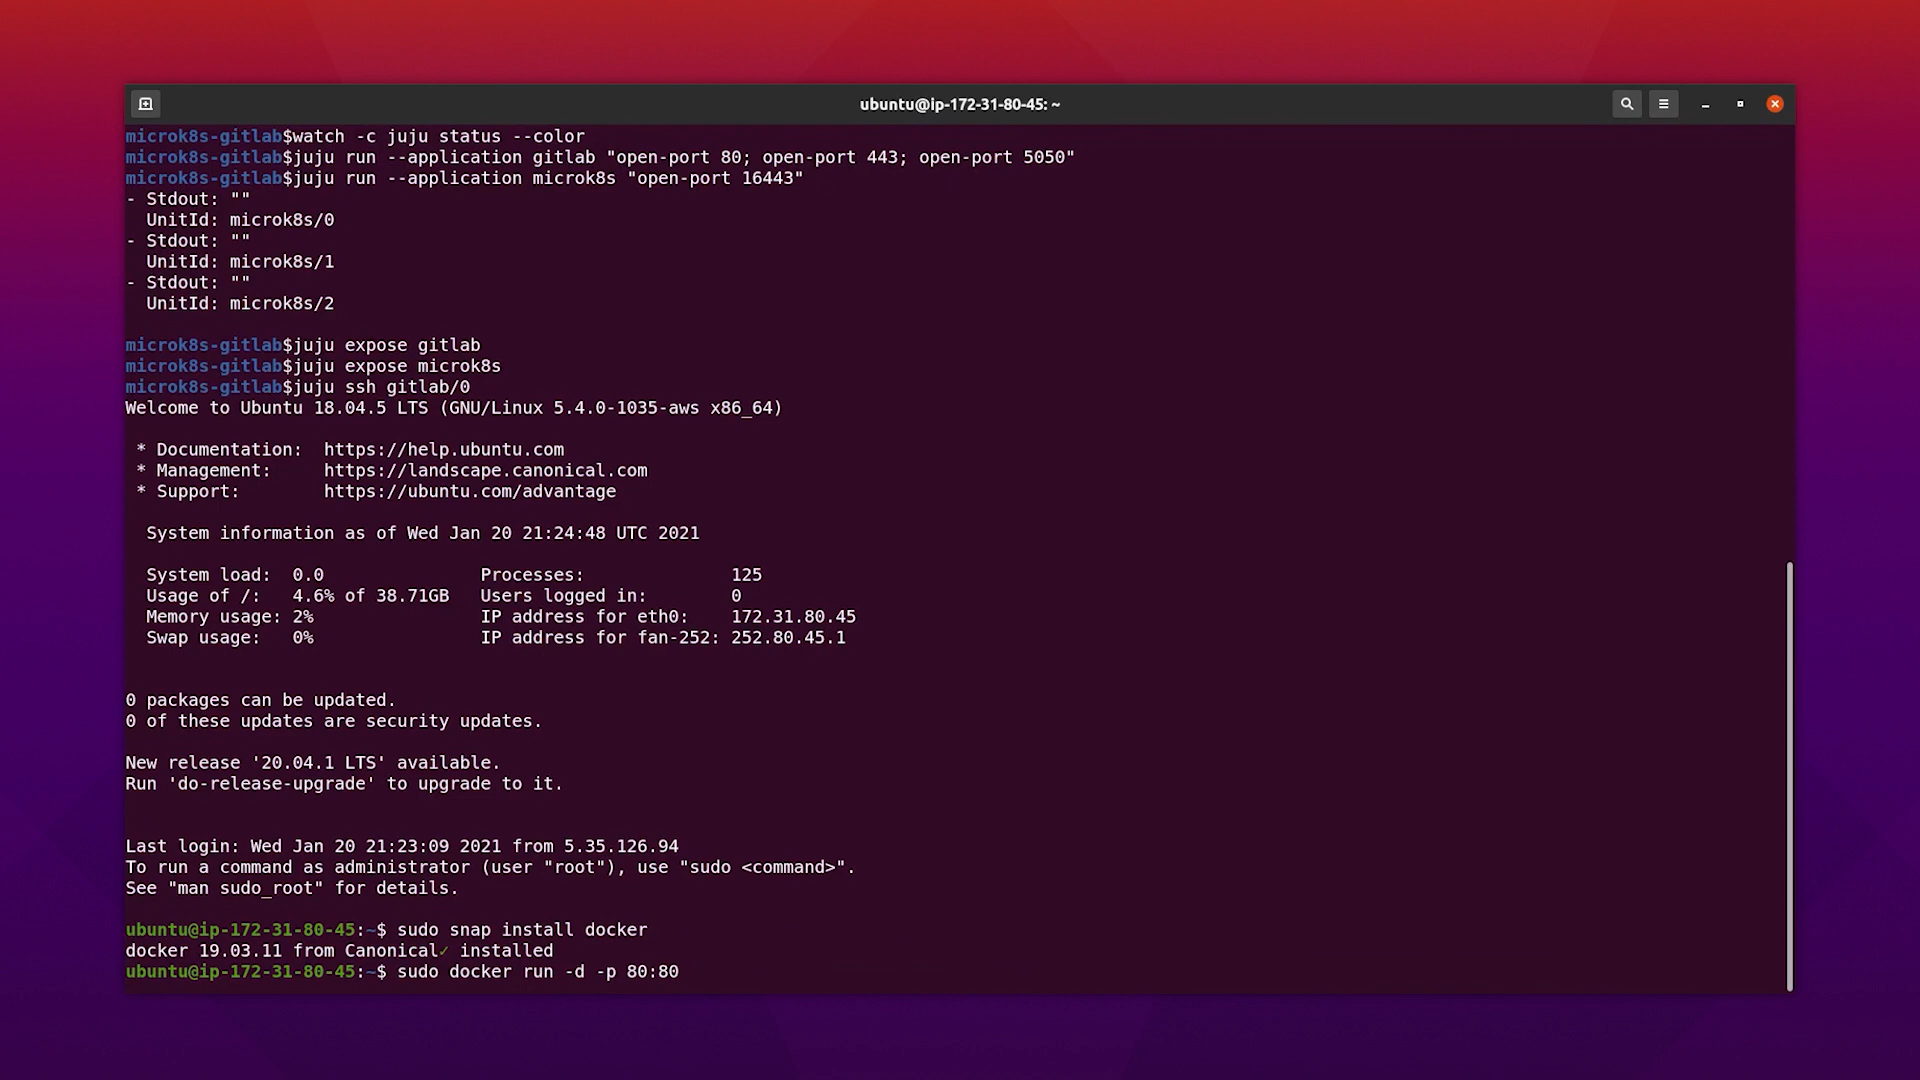 ubuntu@ip-172-31-80-45: ~
microk8s-gitlab$watch -c juju status --color
microk8s-gitlab$juju run --application gitlab "open-port 80; open-port 443; open-port 5050"
microk8s-gitlab$juju run --application microk8s "open-port 16443"
- Stdout: ""
  UnitId: microk8s/0
- Stdout: ""
  UnitId: microk8s/1
- Stdout: ""
  UnitId: microk8s/2
microk8s-gitlab$juju expose gitlab
microk8s-gitlab$juju expose microk8s
microk8s-gitlab$juju ssh gitlab/0
Welcome to Ubuntu 18.04.5 LTS (GNU/Linux 5.4.0-1035-aws x86_64)
 * Documentation:  https://help.ubuntu.com
 * Management:     https://landscape.canonical.com
 * Support:        https://ubuntu.com/advantage
  System information as of Wed Jan 20 21:24:48 UTC 2021
  System load:  0.0               Processes:              125
  Usage of /:   4.6% of 38.71GB   Users logged in:        0
  Memory usage: 2%                IP address for eth0:    172.31.80.45
  Swap usage:   0%                IP address for fan-252: 252.80.45.1
0 packages can be updated.
0 of these updates are security updates.
New release '20.04.1 LTS' available.
Run 'do-release-upgrade' to upgrade to it.
Last login: Wed Jan 20 21:23:09 2021 from 5.35.126.94
To run a command as administrator (user "root"), use "sudo <command>".
See "man sudo_root" for details.
ubuntu@ip-172-31-80-45:~$ sudo snap install docker
docker 19.03.11 from Canonical✓ installed
ubuntu@ip-172-31-80-45:~$ sudo docker run -d -p 80:80